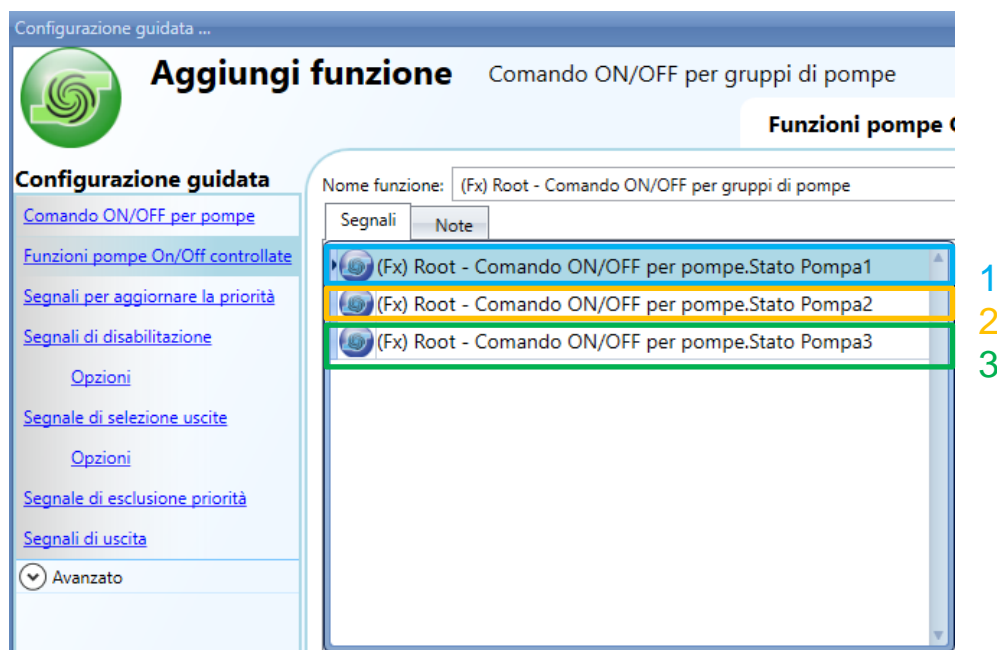 Configurazione guidata ...
Aggiungi funzione
Comando ON/OFF per gruppi di pompe
Funzioni pompe
Configurazione guidata
Comando ON/OFF per pompe
Funzioni pompe On/Off controllate
Segnali per aggiornare la priorità
Segnali di disabilitazione
Opzioni
Segnale di selezione uscite
Opzioni
Segnale di esclusione priorità
Segnali di uscita
Avanzato
Nome funzione: (Fx) Root - Comando ON/OFF per gruppi di pompe
Segnali
Note
(Fx) Root - Comando ON/OFF per pompe.Stato Pompa1
(Fx) Root - Comando ON/OFF per pompe.Stato Pompa2
(Fx) Root - Comando ON/OFF per pompe.Stato Pompa3
1
2
3